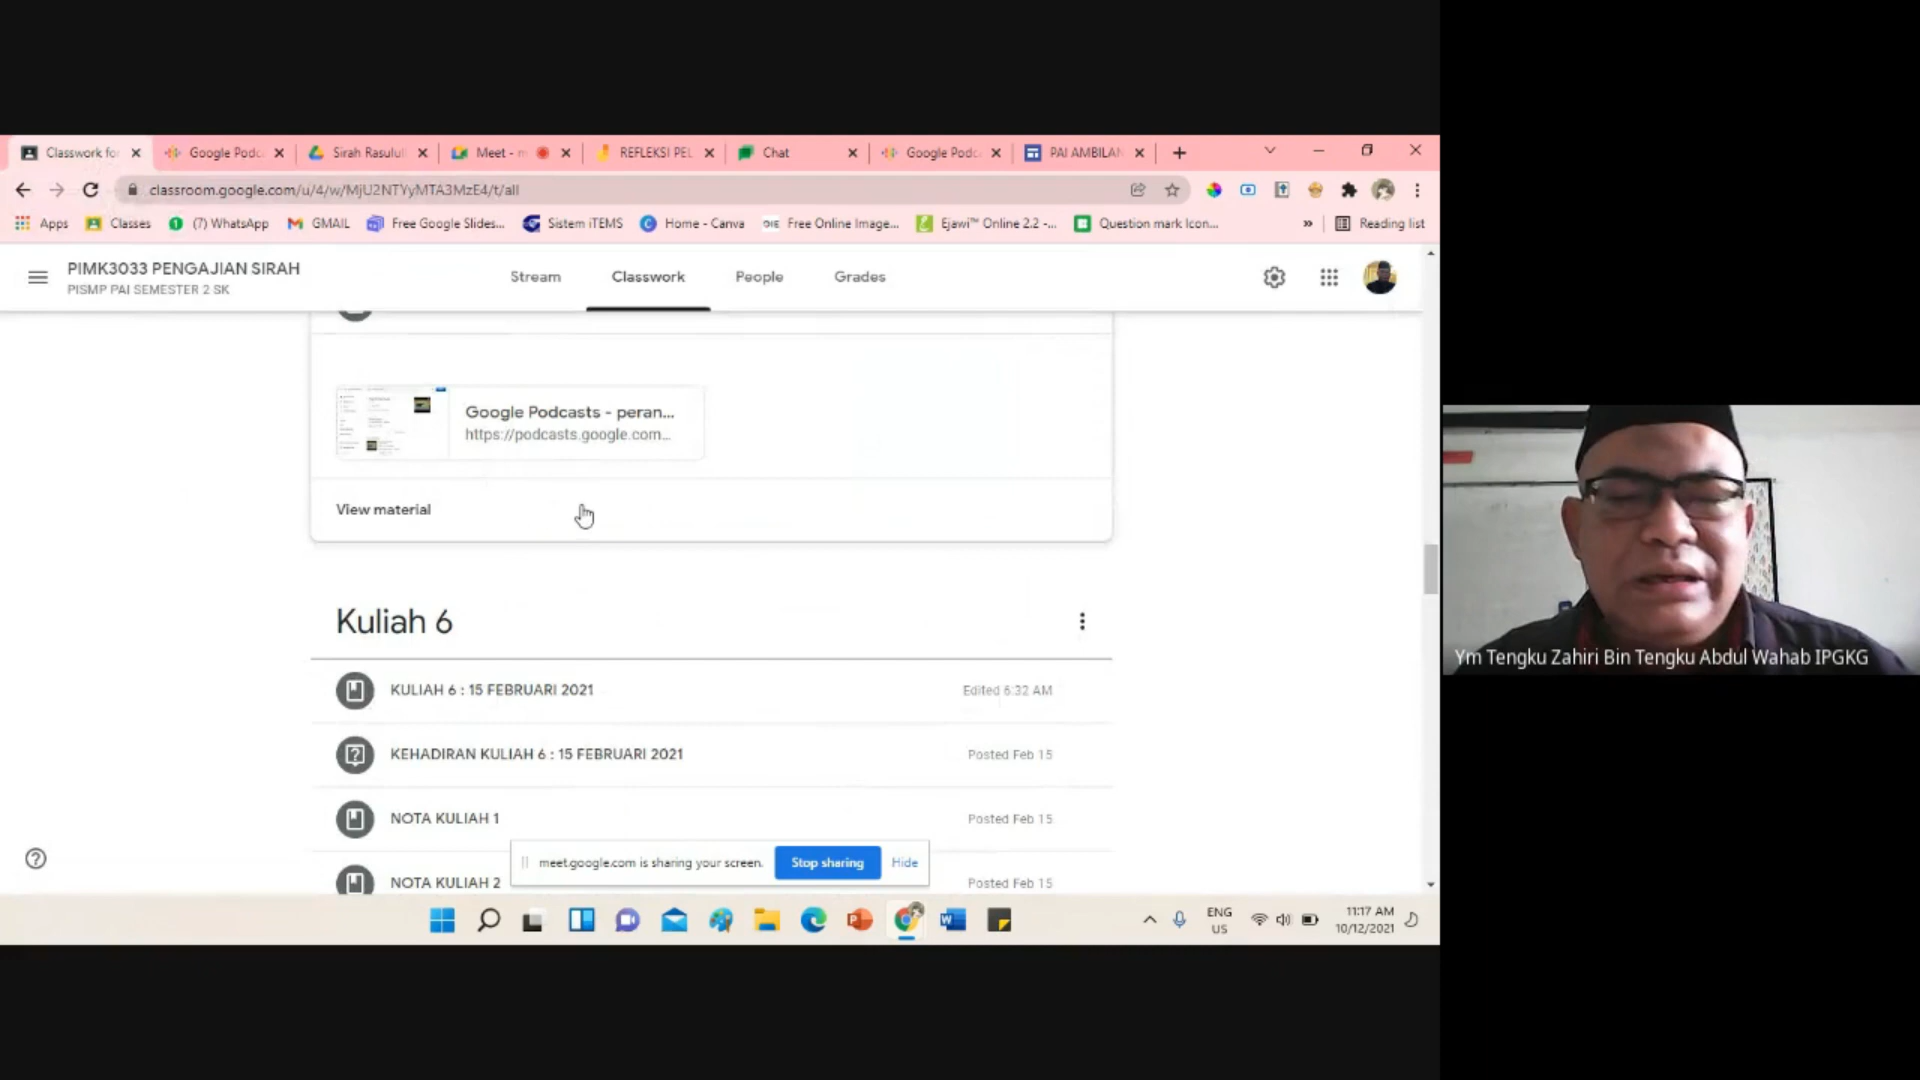 Classwork for
Google Podc
Sirah Rasulul
Meet -
REFLEKSI PEL
Chat
Google Podc
PAI AMBILAN
classroom.google.com/u/4/w/MjU2NTYyMTA3MzE4/t/all
Apps
Classes
(7) WhatsApp
GMAIL
Free Google Slides...
Sistem iTEMS
Home - Canva
OIE Free Online Image...
Ejawi™ Online 2.2 -...
Question mark Icon...
»
Reading list
PIMK3033 PENGAJIAN SIRAH
PISMP PAI SEMESTER 2 SK
Stream
Classwork
People
Grades
Google Podcasts - peran...
https://podcasts.google.com...
View material
Kuliah 6
KULIAH 6 : 15 FEBRUARI 2021
Edited 6:32 AM
KEHADIRAN KULIAH 6 : 15 FEBRUARI 2021
Posted Feb 15
NOTA KULIAH 1
Posted Feb 15
NOTA KULIAH 2
Posted Feb 15
meet.google.com is sharing your screen.
Stop sharing
Hide
ENG
US
11:17 AM
10/12/2021
Ym Tengku Zahiri Bin Tengku Abdul Wahab IPGKG